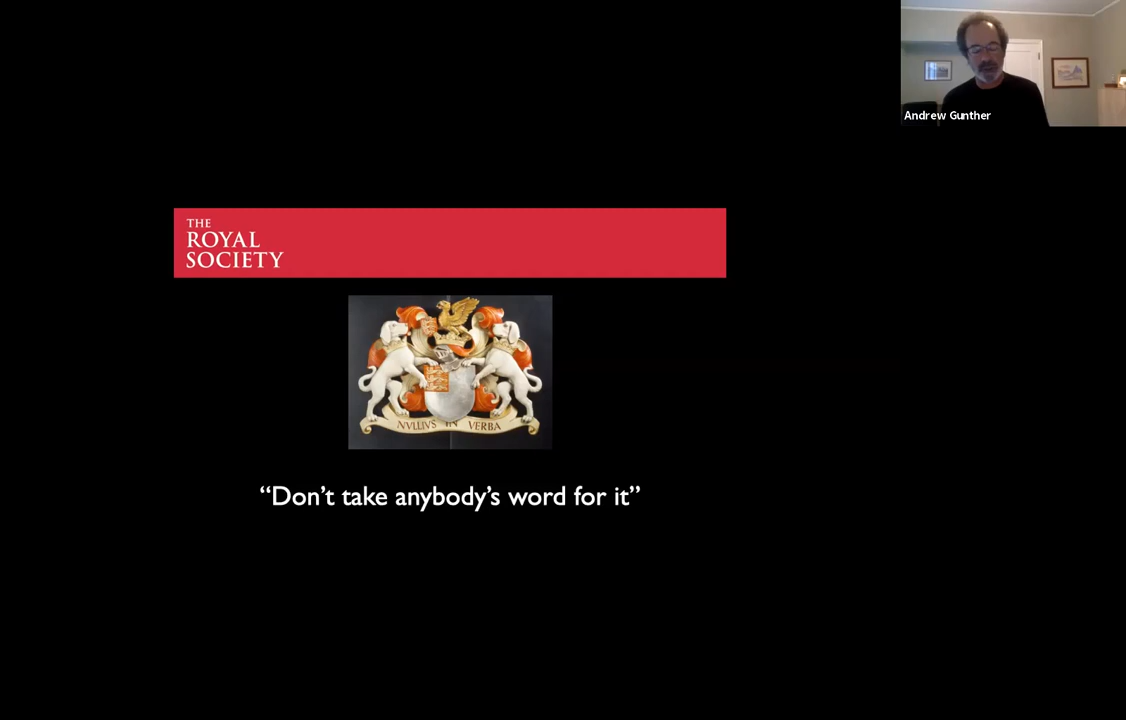 Andrew Gunther
THE
ROYAL
SOCIETY
NVLLIVS IN VERBA
“Don’t take anybody’s word for it”